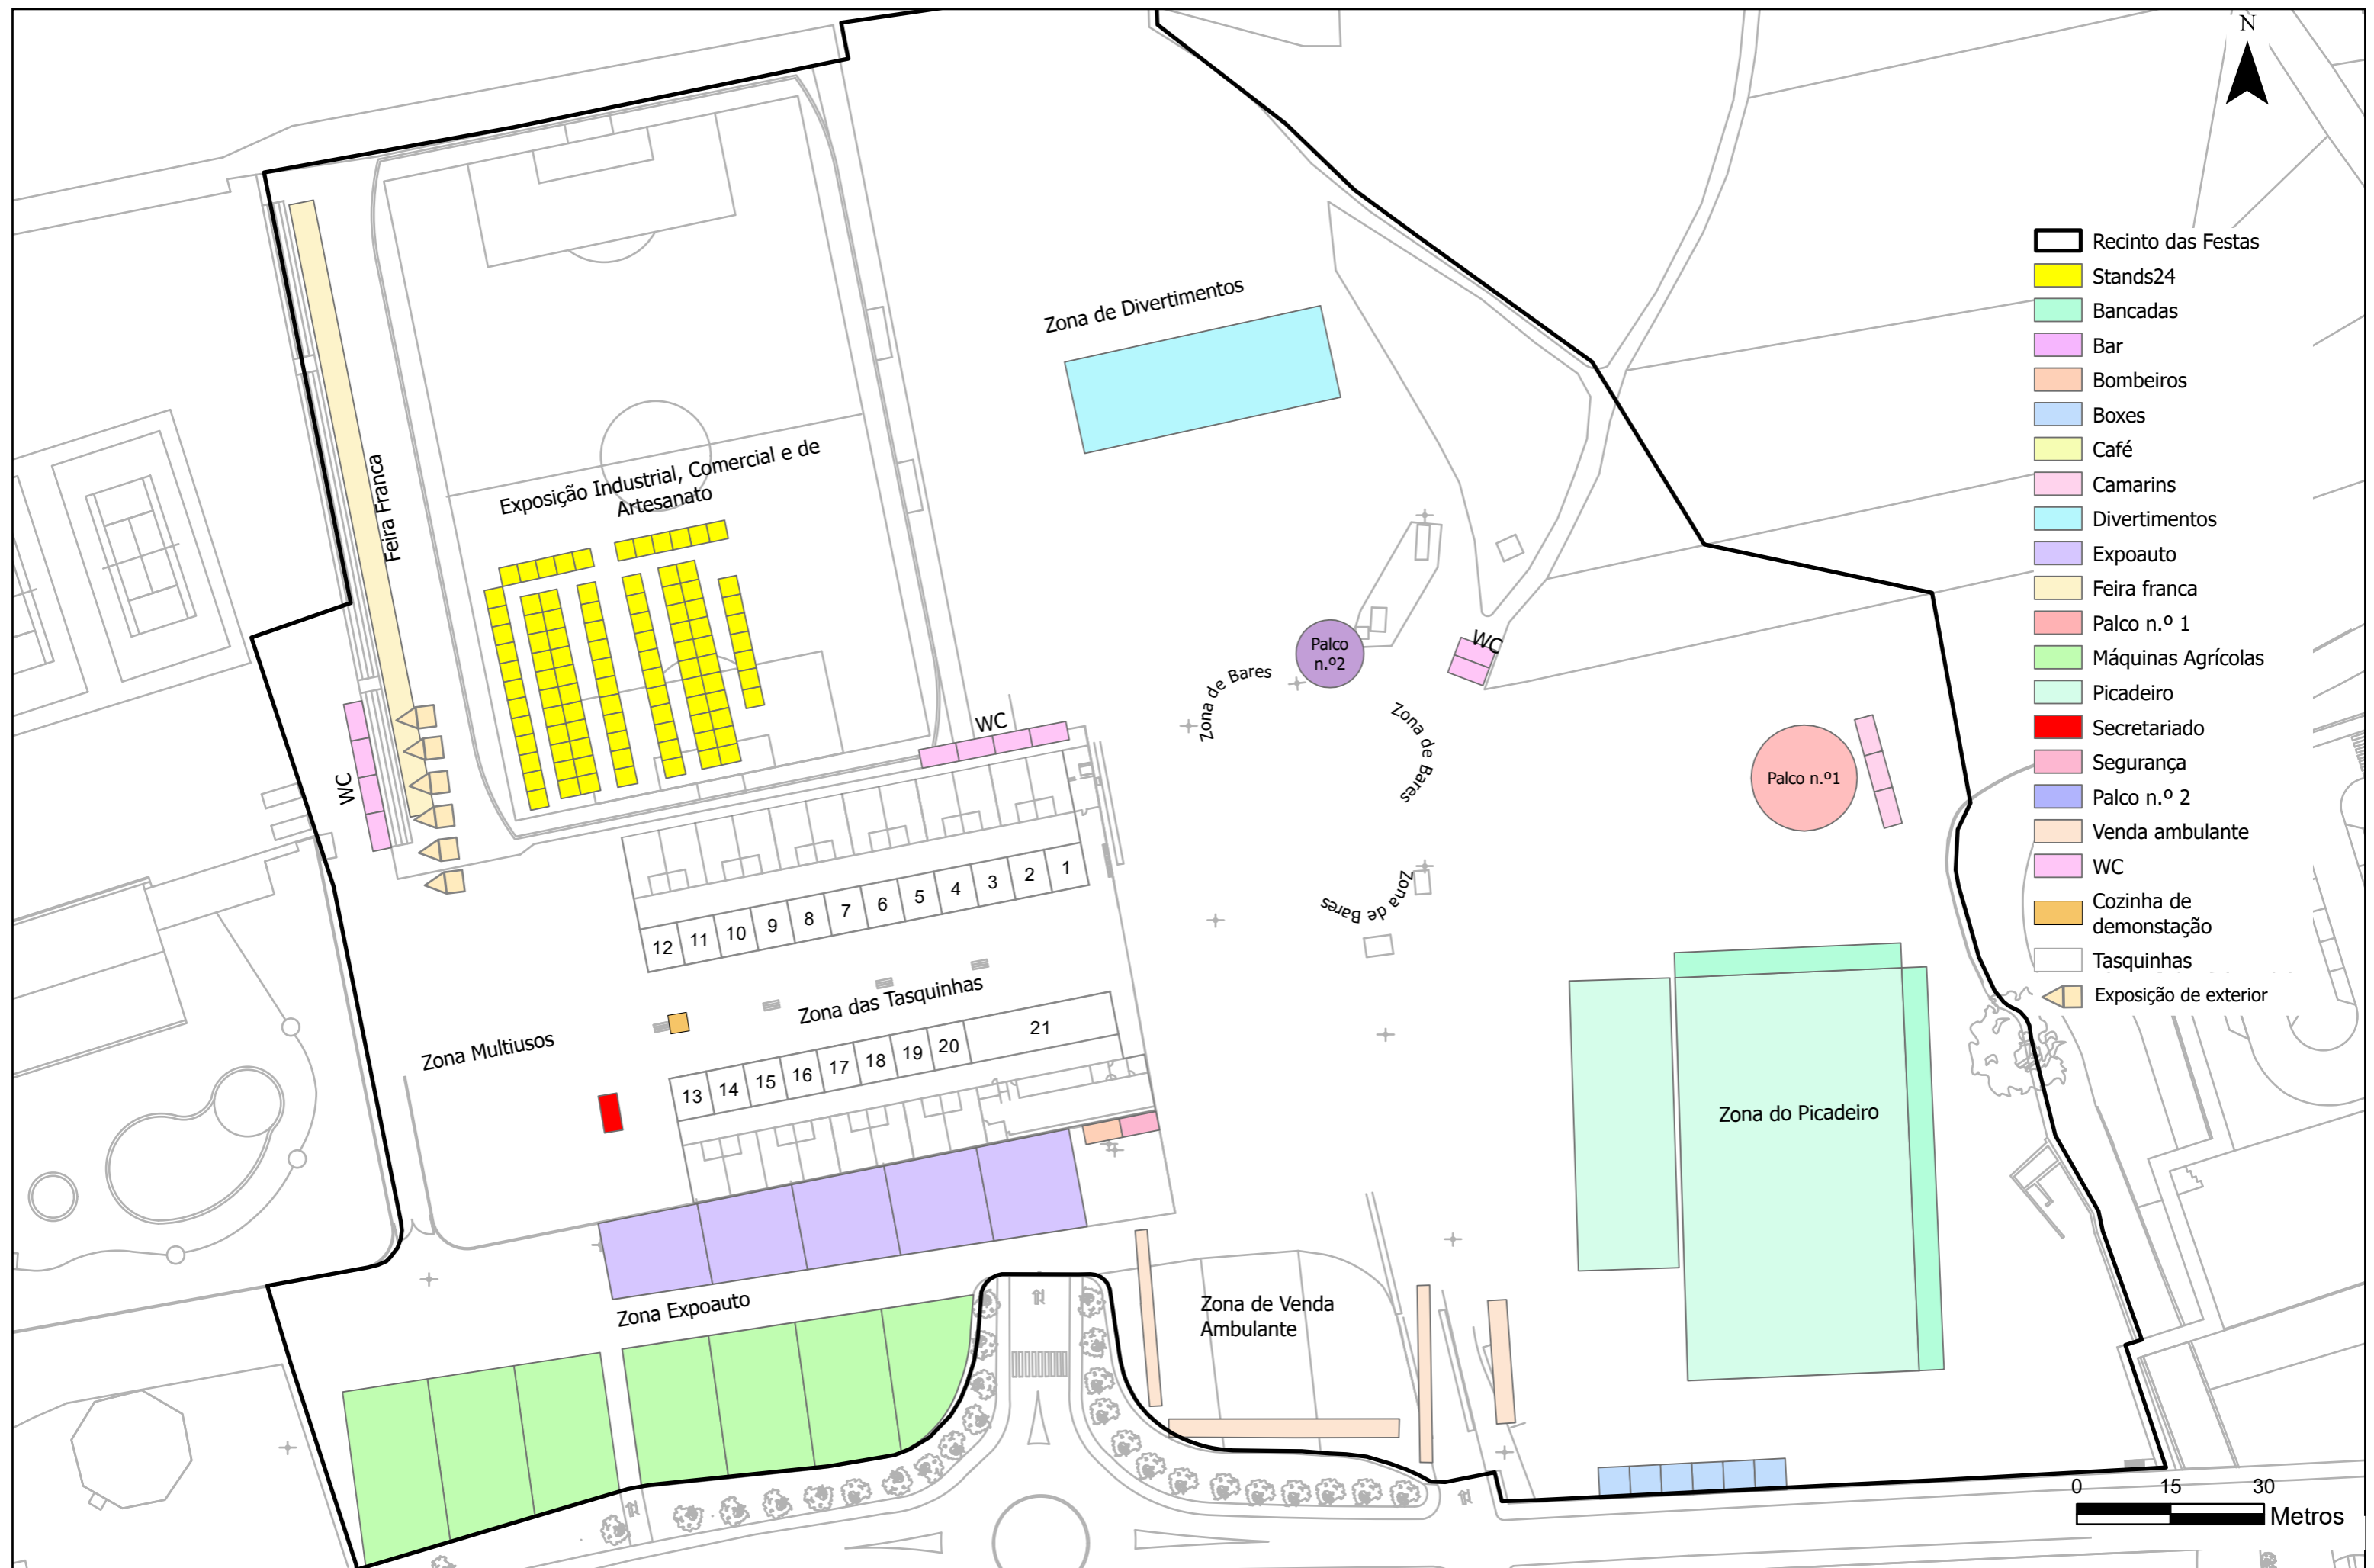 N
Recinto das Festas
Stands24
Bancadas
Bar
Bombeiros
Boxes
Café
Camarins
Divertimentos
Expoauto
Feira franca
Palco n.º 1
Máquinas Agrícolas
Picadeiro
Secretariado
Segurança
Palco n.º 2
Venda ambulante
WC
Cozinha de
demonstação
Tasquinhas
Exposição de exterior
Zona de Divertimentos
Feira Franca
Exposição Industrial, Comercial e de
Artesanato
Palco
n.º2
WC
Zona de Bares
Zona de Bares
Zona de Bares
WC
WC
Palco n.º1
12 11 10 9 8 7 6 5 4 3 2 1
Zona das Tasquinhas
Zona Multiusos
13 14 15 16 17 18 19 20 21
Zona do Picadeiro
Zona Expoauto
Zona de Venda
Ambulante
0 15 30
Metros